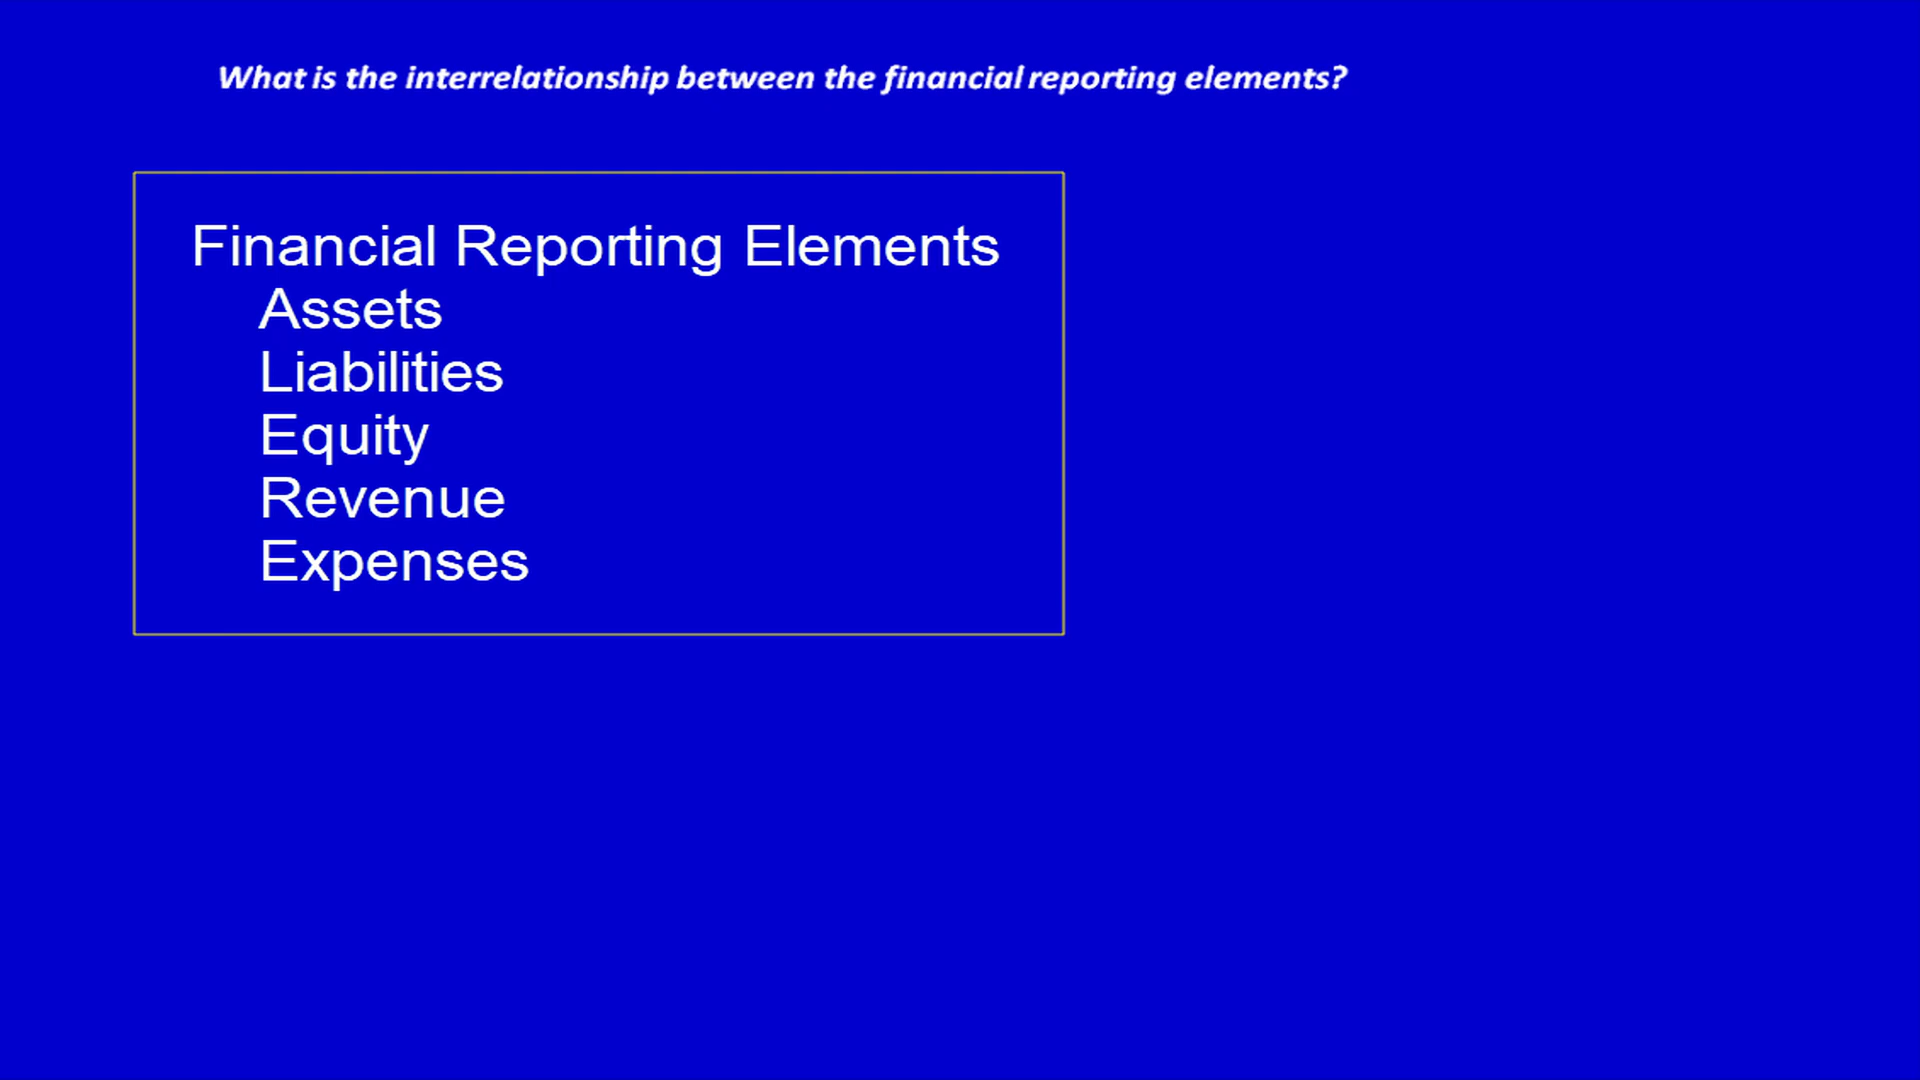 What is the interrelationship between the financial reporting elements?
Financial Reporting Elements
Assets
Liabilities
Equity
Revenue
Expenses